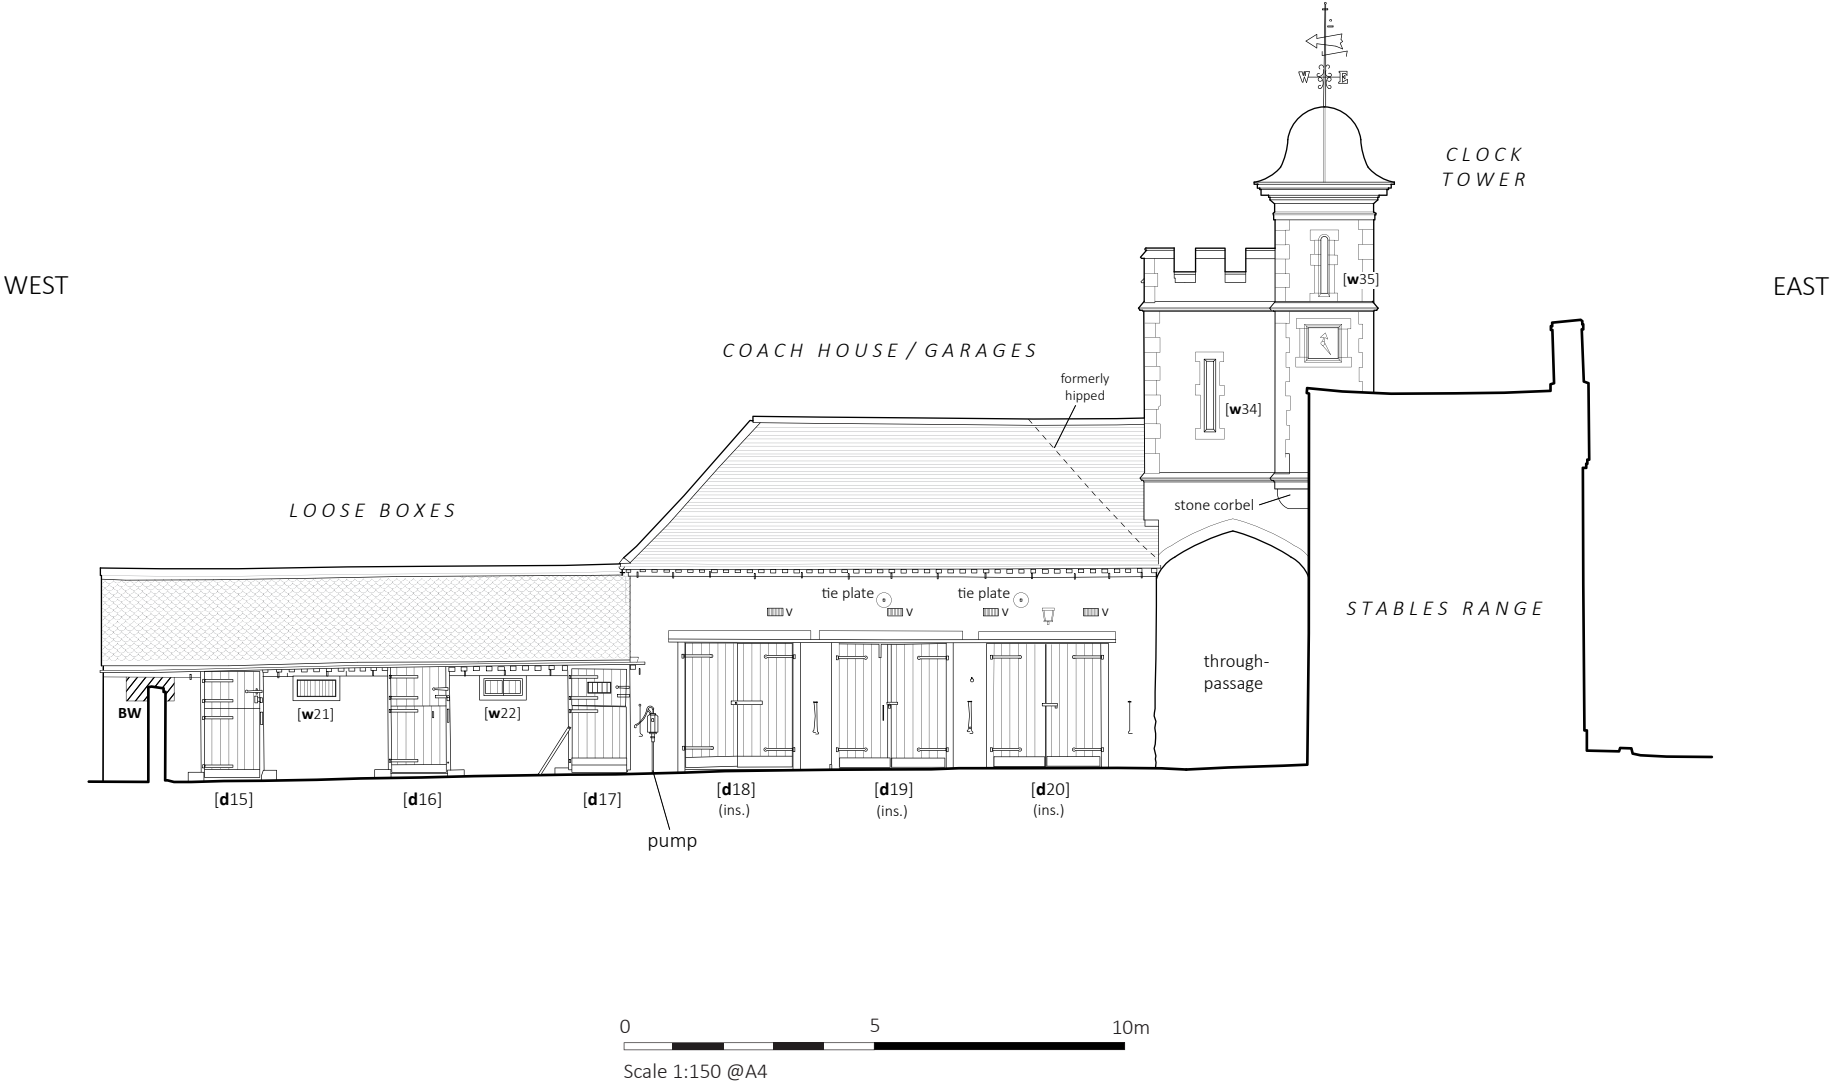 W E
CLOCK
TOWER
[w35]
WEST
EAST
COACH HOUSE / GARAGES
formerly
hipped
[w34]
LOOSE BOXES
stone corbel
tie plate
tie plate
V
V
V
V
STABLES RANGE
through-
passage
BW
[w21]
[w22]
[d15]
[d16]
[d17]
[d18]
(ins.)
[d19]
(ins.)
[d20]
(ins.)
pump
0 5 10m
Scale 1:150 @A4